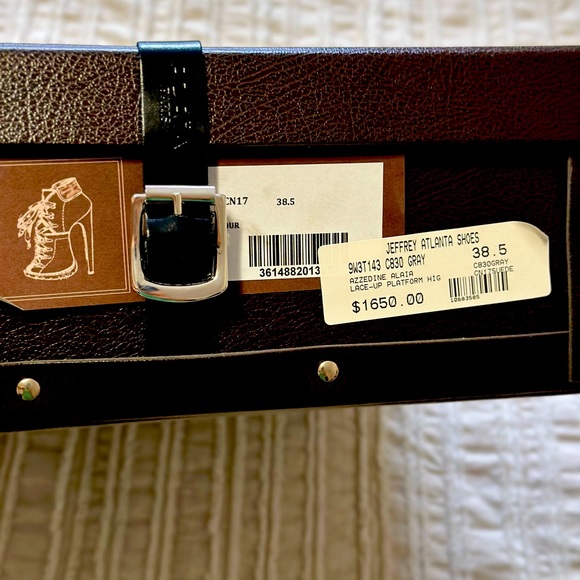 CN17 38.5
OUR
3614882013
JEFFREY ATLANTA SHOES
9W3T143 C830 GRAY 38.5
AZZEDINE ALAIA C830GRAY
LACE-UP PLATFORM HIG CN17SUEDE
$1650.00 10683585